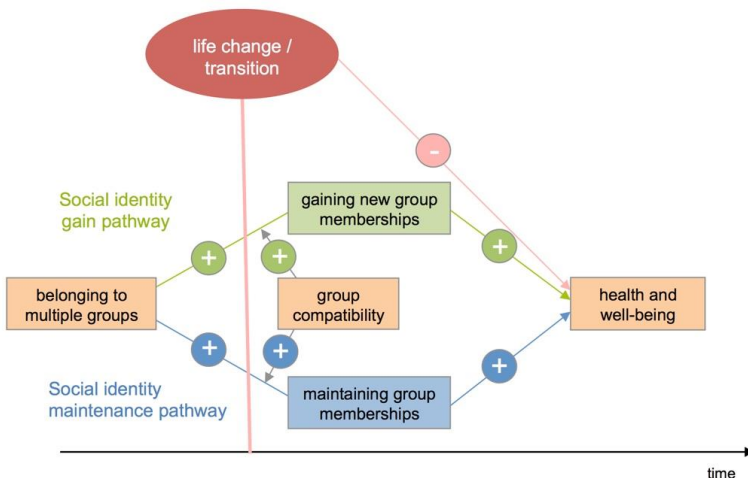 life change /
transition
-
gaining new group
memberships
Social identity
gain pathway
+
+
+
belonging to
multiple groups
group
compatibility
health and
well-being
+
+
+
Social identity
maintenance pathway
maintaining group
memberships
time